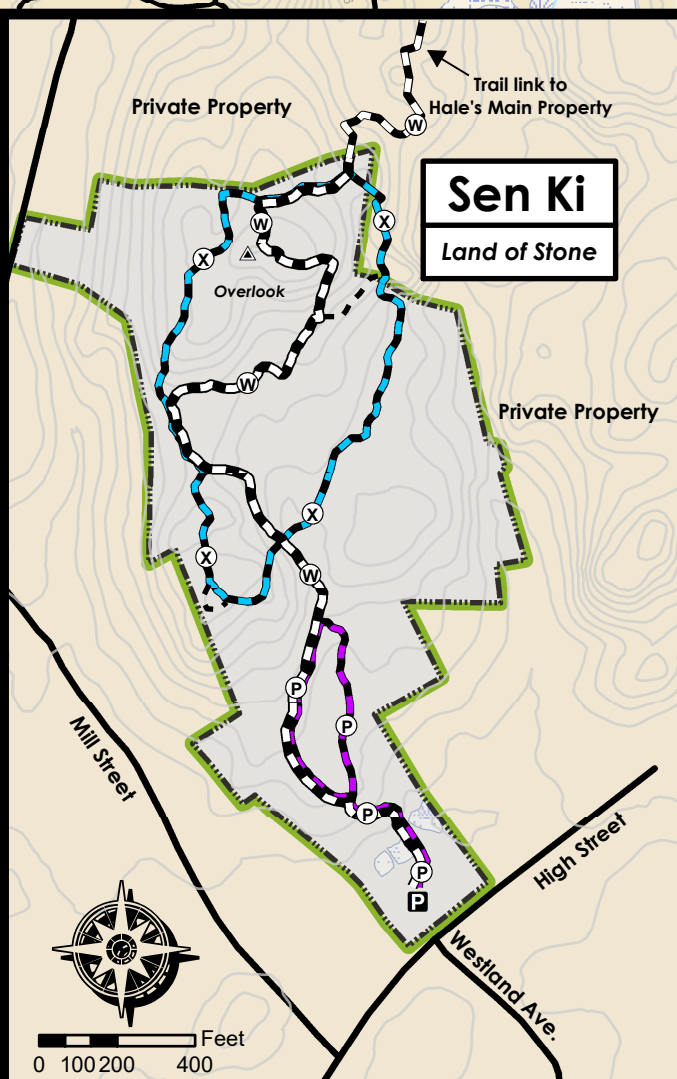 Trail link to
Hale's Main Property
Private Property
W
Sen Ki
Land of Stone
W
X
X
Overlook
W
Private Property
X
X
W
P
P
Mill Street
P
High Street
P
P
Westland Ave.
Feet
0 100 200 400